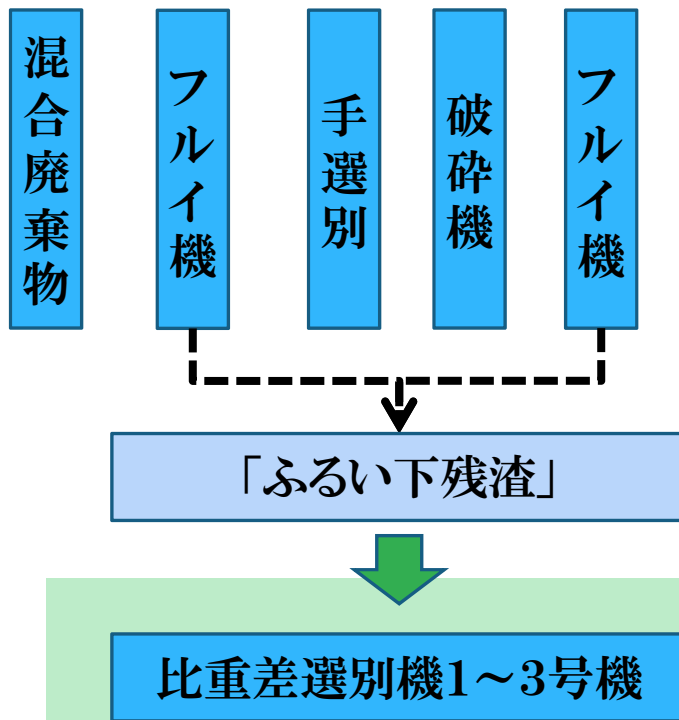 混合廃棄物
フルイ機
手選別
破砕機
フルイ機
「ふるい下残渣」
比重差選別機1～3号機